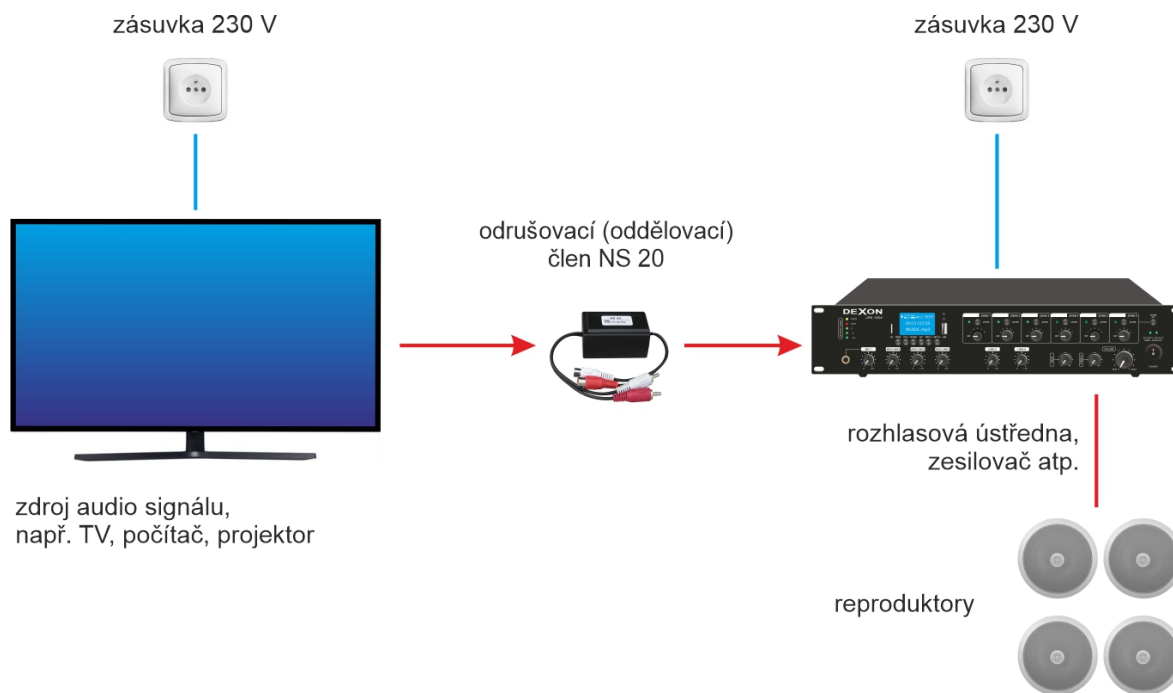 zásuvka 230 V
zásuvka 230 V
odrušovací (oddělovací)
člen NS 20
DEXON
rozhlasová ústředna,
zesilovač atp.
zdroj audio signálu,
např. TV, počítač, projektor
reproduktory